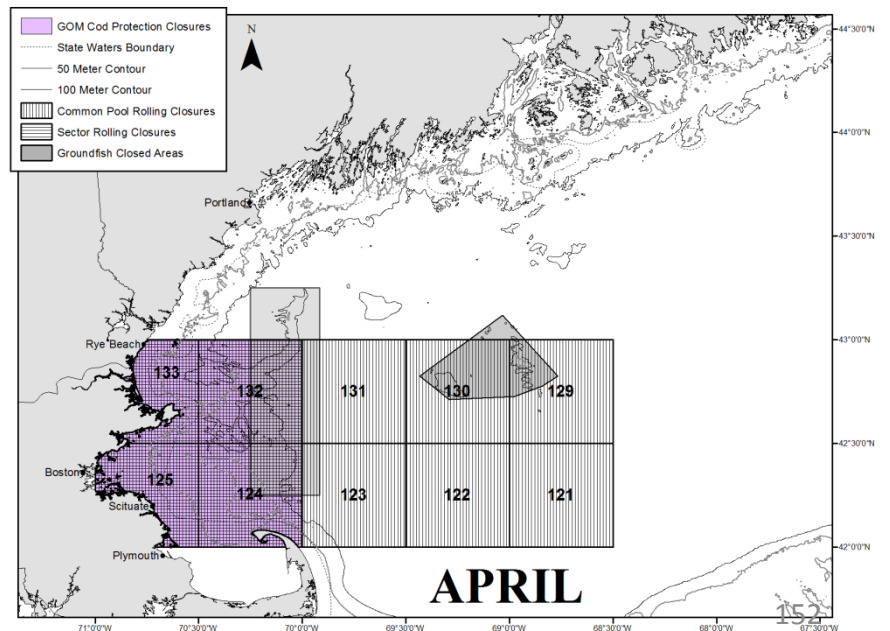 GOM Cod Protection Closures
State Waters Boundary
50 Meter Contour
100 Meter Contour
Common Pool Rolling Closures
Sector Rolling Closures
Groundfish Closed Areas
N
44°30'0"N
44°0'0"N
Portland
43°30'0"N
Rye Beach
43°0'0"N
133
132
131
130
129
42°30'0"N
Boston
125
124
123
122
121
Scituate
Plymouth
42°0'0"N
APRIL
152
71°0'0"W
70°30'0"W
70°0'0"W
69°30'0"W
69°0'0"W
68°30'0"W
68°0'0"W
67°30'0"W